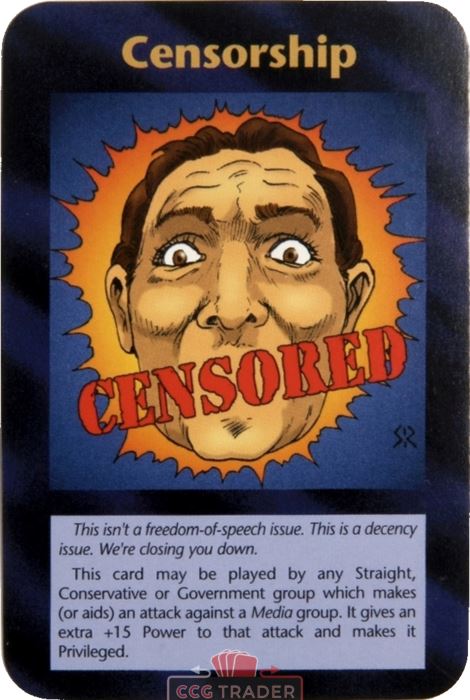 Censorship
CENSORED
SR
This isn't a freedom-of-speech issue. This is a decency
issue. We're closing you down.
This card may be played by any Straight,
Conservative or Government group which makes
(or aids) an attack against a Media group. It gives an
extra +15 Power to that attack and makes it
Privileged.
CCG TRADER